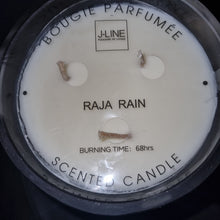 BOUGIE PARFUMÉE
J-LINE
RAJA RAIN
BURNING TIME: 68hrs
SCENTED CANDLE